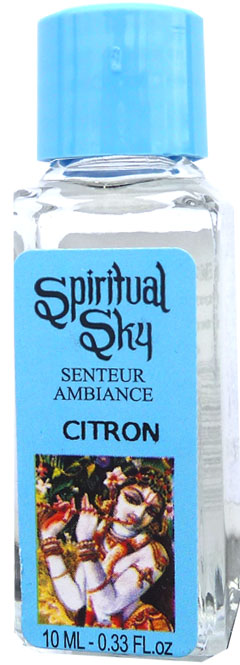 Spiritual
Sky
SENTEUR
AMBIANCE
CITRON
10 ML - 0.33 FL.oz